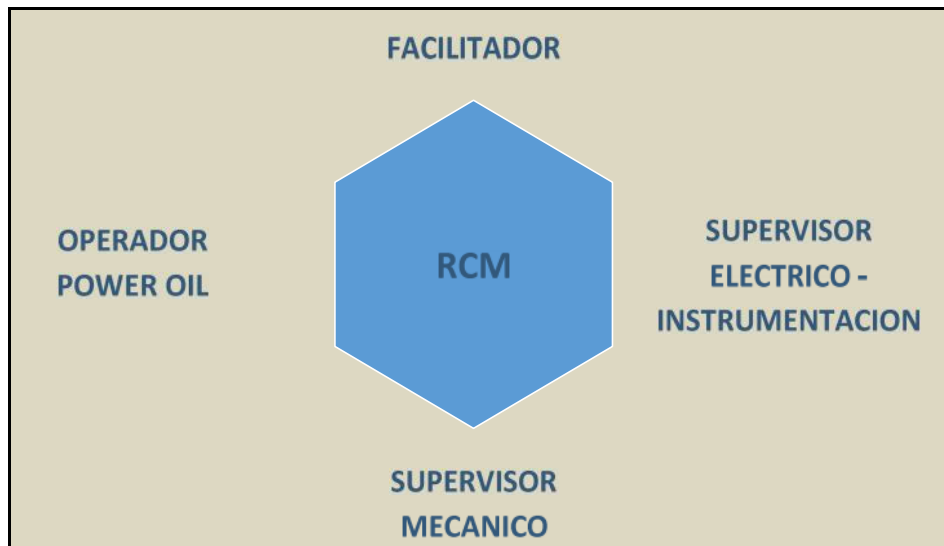 FACILITADOR
OPERADOR
POWER OIL
RCM
SUPERVISOR
ELECTRICO -
INSTRUMENTACION
SUPERVISOR
MECANICO